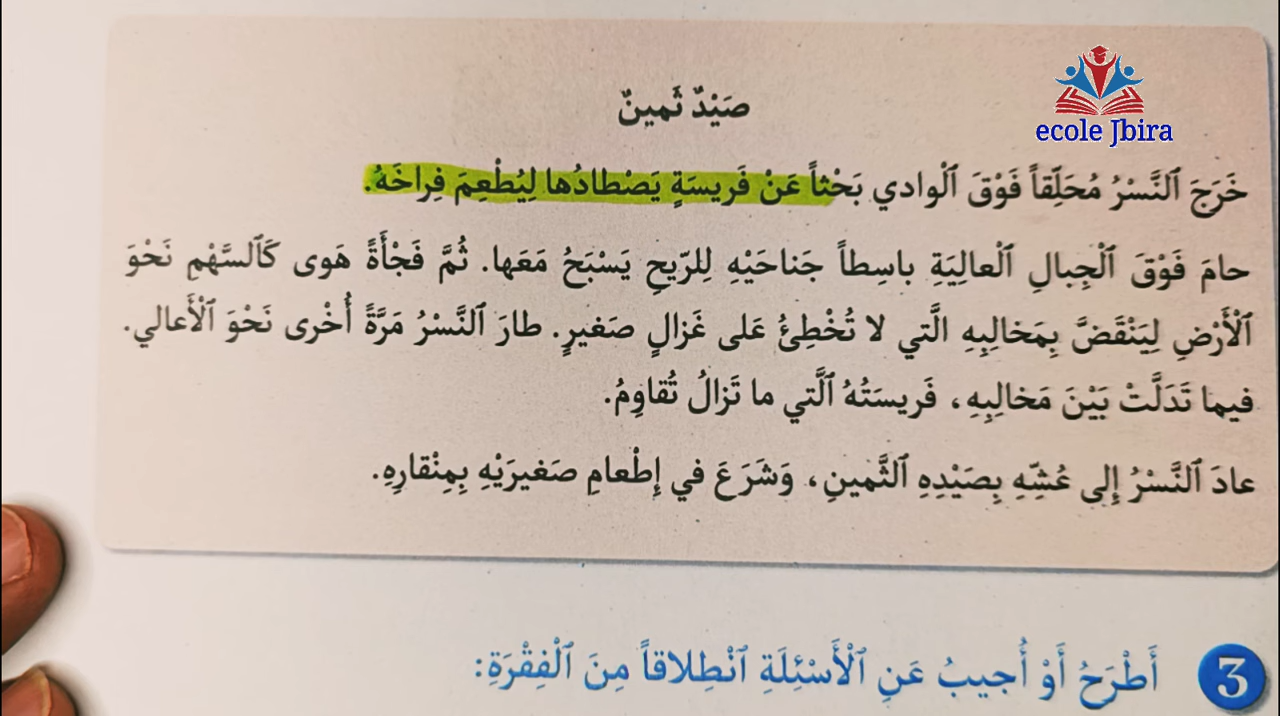 صَيْدٌ ثَمينٌ
ecole Jbira
خَرَجَ ٱلنَّسْرُ مُحَلِّقاً فَوْقَ ٱلْوادي بَحْثاً عَنْ فَريسَةٍ يَصْطادُها لِيُطْعِمَ فِراخَهُ.
حامَ فَوْقَ ٱلْجِبالِ ٱلْعالِيَةِ باسِطاً جَناحَيْهِ لِلرّيحِ يَسْبَحُ مَعَها. ثُمَّ فَجْأَةً هَوى كَٱلسَّهْمِ نَحْوَ
ٱلْأَرْضِ لِيَنْقَضَّ بِمَخالِبِهِ الَّتي لا تُخْطِئُ عَلى غَزالٍ صَغيرٍ. طارَ ٱلنَّسْرُ مَرَّةً أُخْرى نَحْوَ ٱلْأَعالي.
فيما تَدَلَّتْ بَيْنَ مَخالِبِهِ، فَريسَتُهُ ٱلَّتي ما تَزالُ تُقاوِمُ.
عادَ ٱلنَّسْرُ إِلى عُشِّهِ بِصَيْدِهِ ٱلثَّمينِ، وَشَرَعَ في إِطْعامِ صَغيرَيْهِ بِمِنْقارِهِ.
3 أَطْرَحُ أَوْ أُجيبُ عَنِ ٱلْأَسْئِلَةِ ٱنْطِلاقاً مِنَ ٱلْفِقْرَةِ: